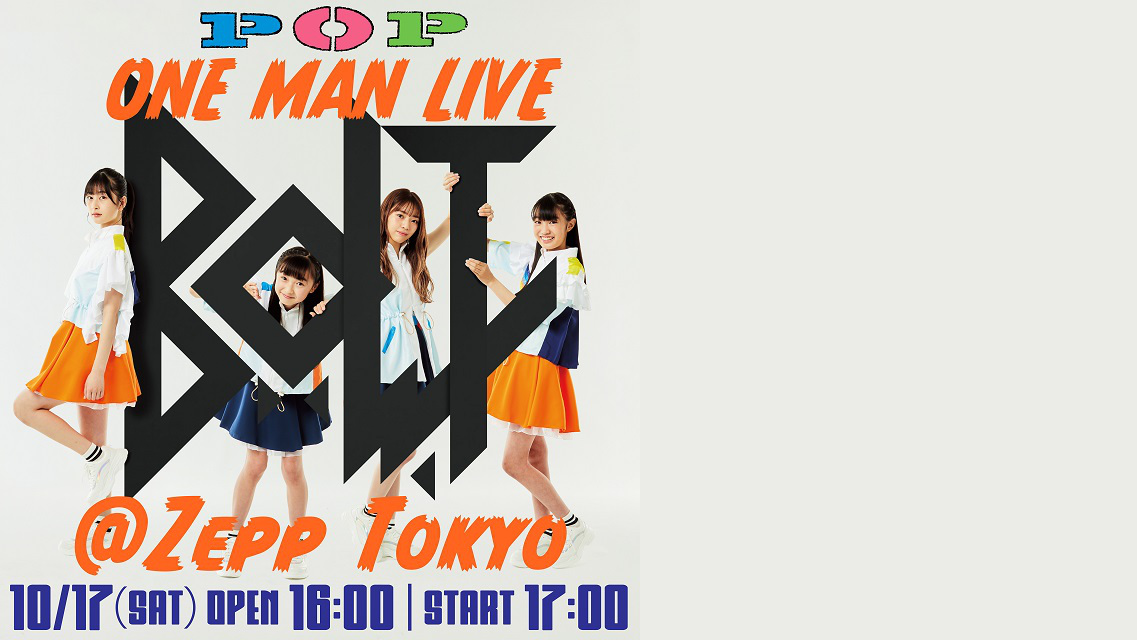 POP
ONE MAN LIVE
BOLT
@ZEPP TOKYO
10/17(SAT) OPEN 16:00 | START 17:00